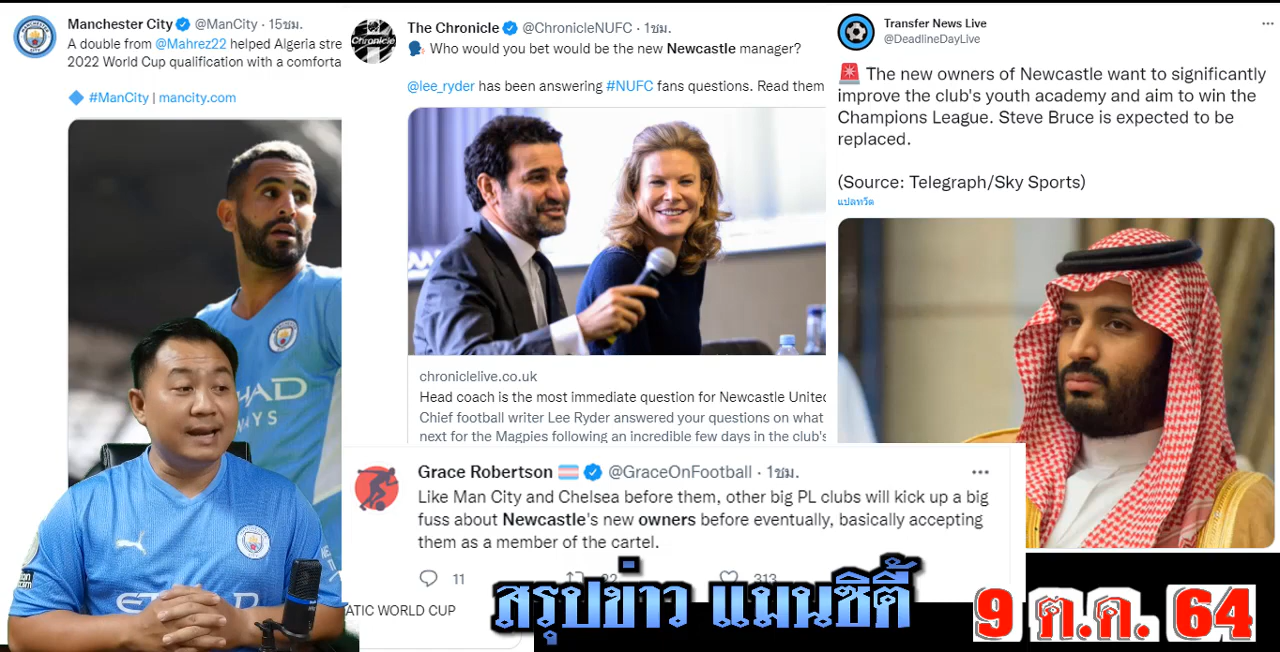 Manchester City @ManCity · 15ชม.
A double from @Mahrez22 helped Algeria stre
2022 World Cup qualification with a comforta
#ManCity | mancity.com
The Chronicle @ChronicleNUFC · 1ชม.
Who would you bet would be the new Newcastle manager?
@lee_ryder has been answering #NUFC fans questions. Read them
chroniclelive.co.uk
Head coach is the most immediate question for Newcastle United
Chief football writer Lee Ryder answered your questions on what
next for the Magpies following an incredible few days in the club's
Transfer News Live
@DeadlineDayLive
The new owners of Newcastle want to significantly
improve the club's youth academy and aim to win the
Champions League. Steve Bruce is expected to be
replaced.
(Source: Telegraph/Sky Sports)
แปลทวีต
Grace Robertson @GraceOnFootball · 1ชม.
Like Man City and Chelsea before them, other big PL clubs will kick up a big
fuss about Newcastle's new owners before eventually, basically accepting
them as a member of the cartel.
11 22 313
ATIC WORLD CUP
สรุปข่าว แมนซิตี้
9 ต.ค. 64